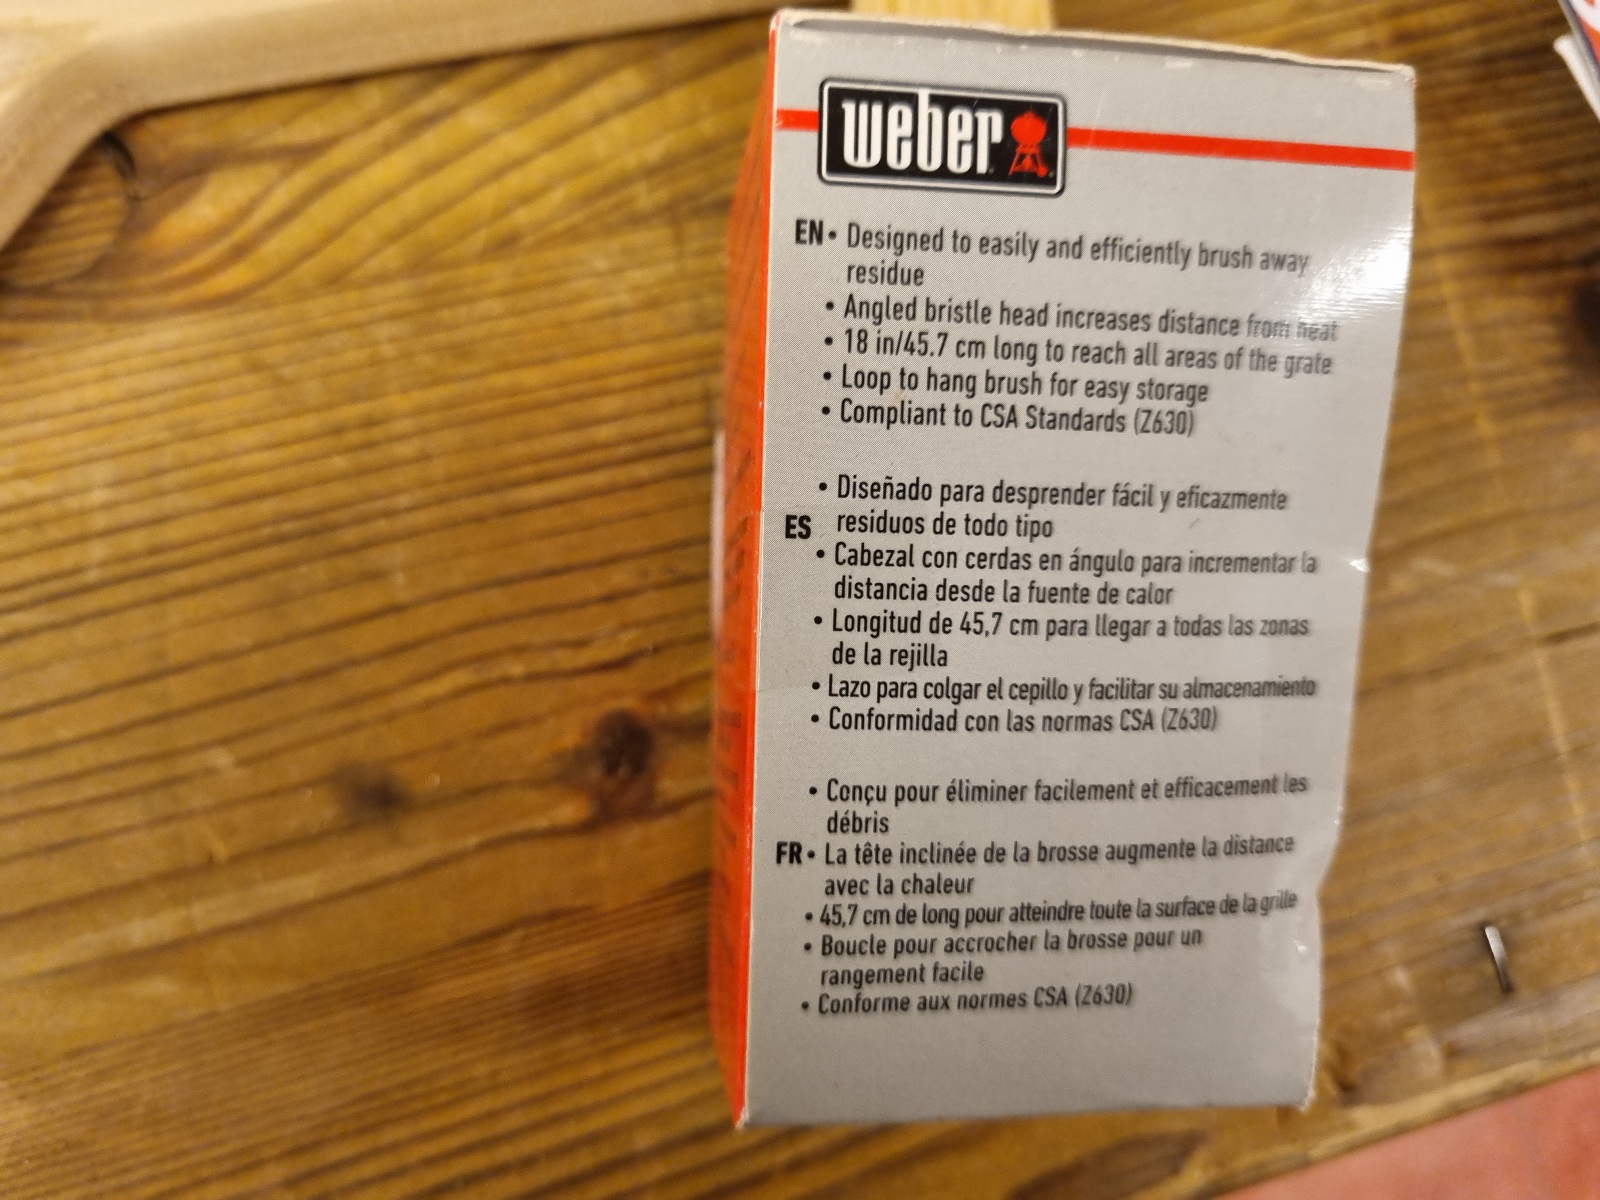 weber
EN • Designed to easily and efficiently brush away
residue
• Angled bristle head increases distance from heat
• 18 in/45.7 cm long to reach all areas of the grate
• Loop to hang brush for easy storage
• Compliant to CSA Standards (Z630)
• Diseñado para desprender fácil y eficazmente
ES residuos de todo tipo
• Cabezal con cerdas en ángulo para incrementar la
distancia desde la fuente de calor
• Longitud de 45,7 cm para llegar a todas las zonas
de la rejilla
• Lazo para colgar el cepillo y facilitar su almacenamiento
• Conformidad con las normas CSA (Z630)
• Conçu pour éliminer facilement et efficacement les
débris
FR • La tête inclinée de la brosse augmente la distance
avec la chaleur
• 45,7 cm de long pour atteindre toute la surface de la grille
• Boucle pour accrocher la brosse pour un
rangement facile
• Conforme aux normes CSA (Z630)